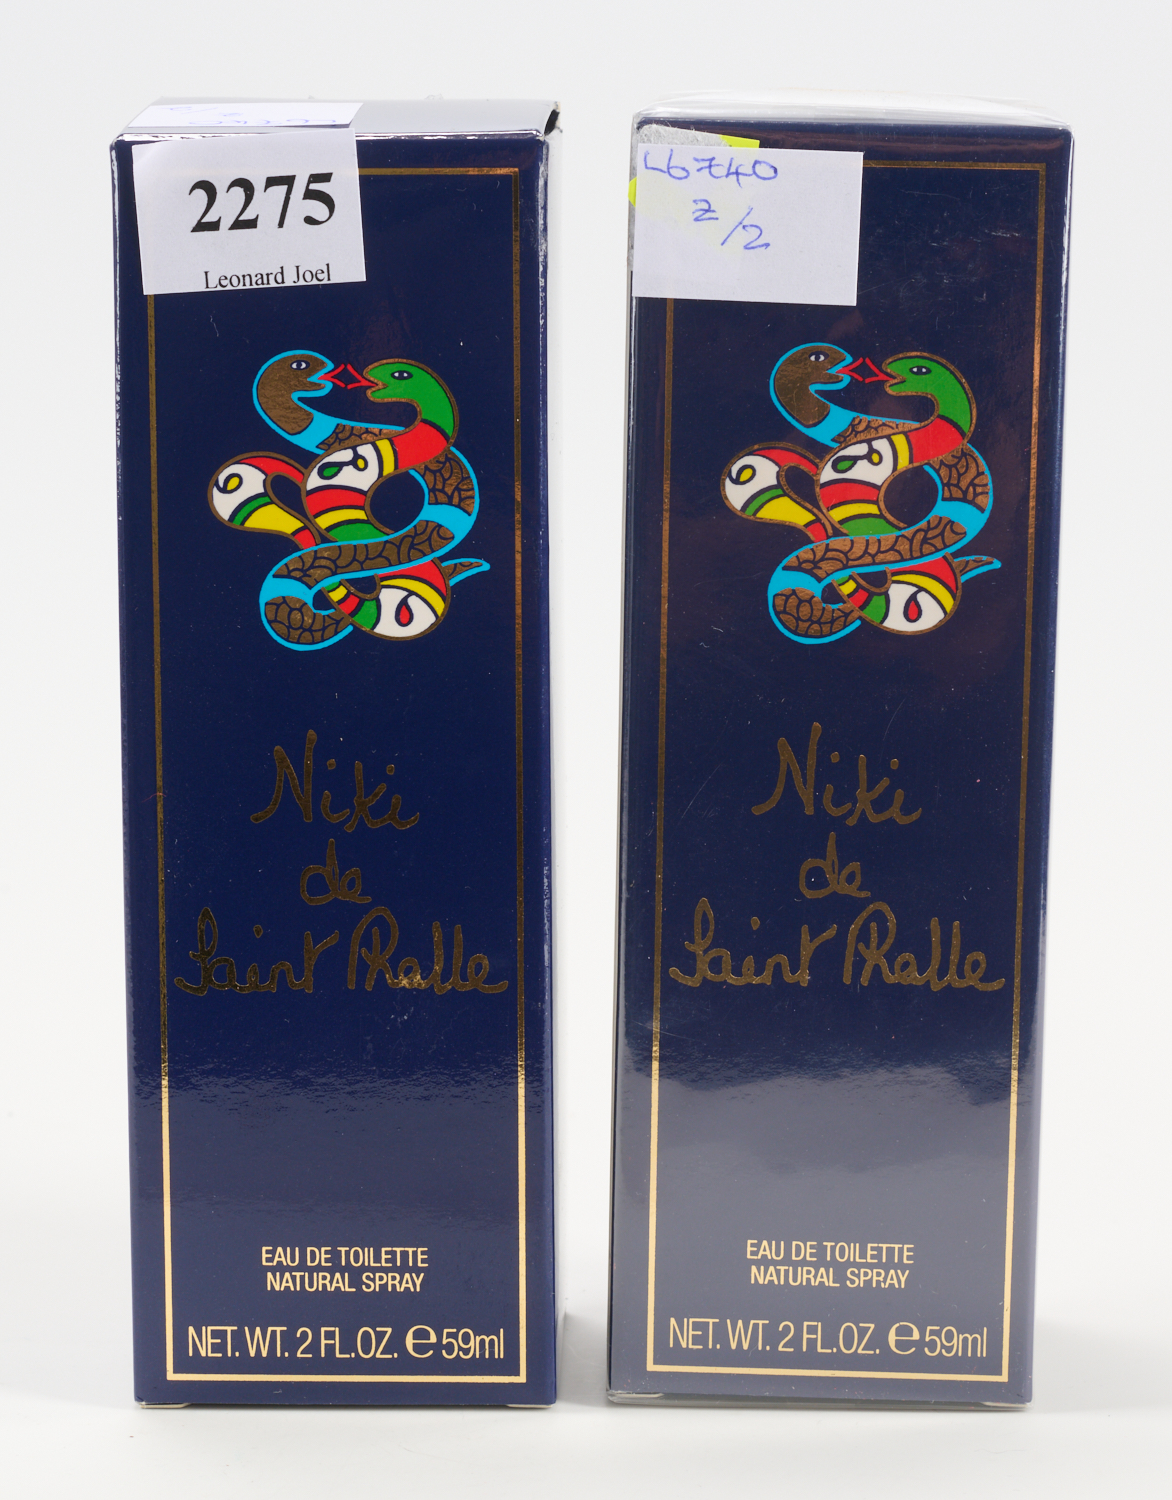 2275
Leonard Joel
Niki
de
Saint Phalle
EAU DE TOILETTE
NATURAL SPRAY
NET. WT. 2 FL.OZ. ℮ 59ml
2/2
Niki
de
Saint Phalle
EAU DE TOILETTE
NATURAL SPRAY
NET. WT. 2 FL.OZ. ℮ 59ml